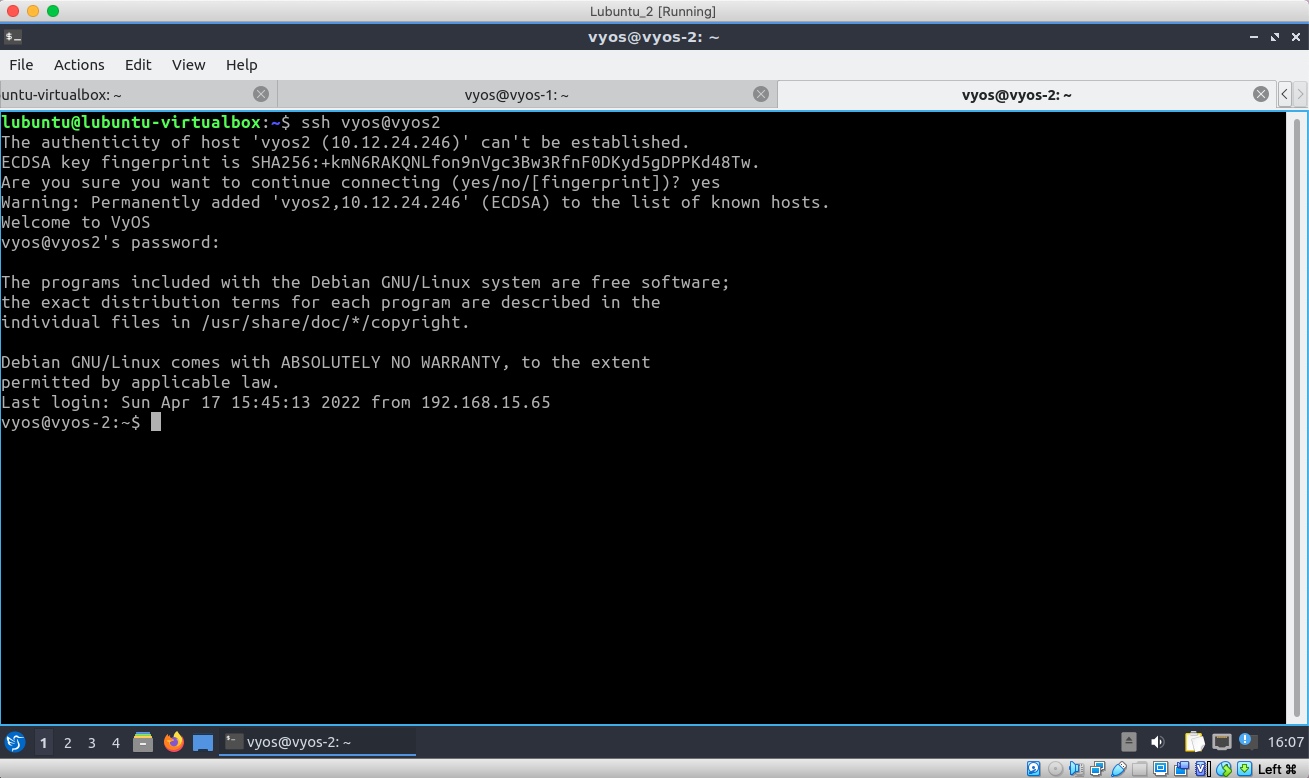 Lubuntu_2 [Running]
vyos@vyos-2: ~
File Actions Edit View Help
untu-virtualbox: ~ vyos@vyos-1: ~ vyos@vyos-2: ~
lubuntu@lubuntu-virtualbox:~$ ssh vyos@vyos2
The authenticity of host 'vyos2 (10.12.24.246)' can't be established.
ECDSA key fingerprint is SHA256:+kmN6RAKQNLfon9nVgc3Bw3RfnF0DKyd5gDPPKd48Tw.
Are you sure you want to continue connecting (yes/no/[fingerprint])? yes
Warning: Permanently added 'vyos2,10.12.24.246' (ECDSA) to the list of known hosts.
Welcome to VyOS
vyos@vyos2's password:
The programs included with the Debian GNU/Linux system are free software;
the exact distribution terms for each program are described in the
individual files in /usr/share/doc/*/copyright.
Debian GNU/Linux comes with ABSOLUTELY NO WARRANTY, to the extent
permitted by applicable law.
Last login: Sun Apr 17 15:45:13 2022 from 192.168.15.65
vyos@vyos-2:~$
1 2 3 4 vyos@vyos-2: ~ 16:07
Left ⌘